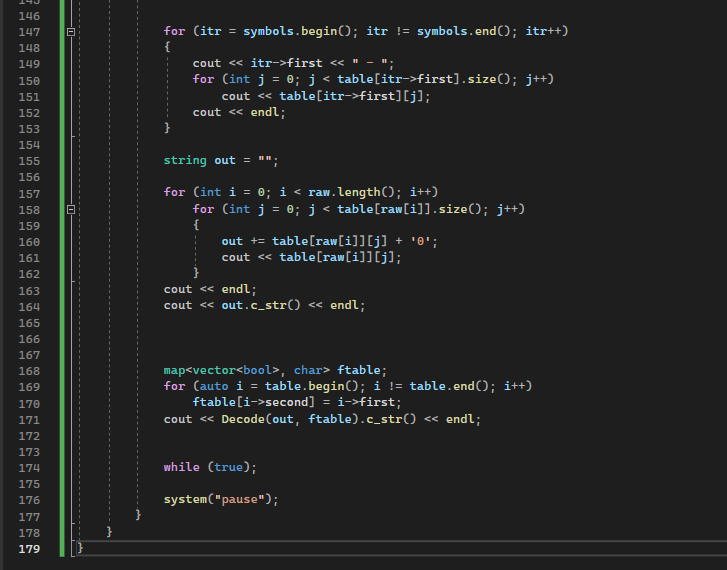 145
146
147 for (itr = symbols.begin(); itr != symbols.end(); itr++)
148 {
149 cout << itr->first << " - ";
150 for (int j = 0; j < table[itr->first].size(); j++)
151 cout << table[itr->first][j];
152 cout << endl;
153 }
154
155 string out = "";
156
157 for (int i = 0; i < raw.length(); i++)
158 for (int j = 0; j < table[raw[i]].size(); j++)
159 {
160 out += table[raw[i]][j] + '0';
161 cout << table[raw[i]][j];
162 }
163 cout << endl;
164 cout << out.c_str() << endl;
165
166
167
168 map<vector<bool>, char> ftable;
169 for (auto i = table.begin(); i != table.end(); i++)
170 ftable[i->second] = i->first;
171 cout << Decode(out, ftable).c_str() << endl;
172
173
174 while (true);
175
176 system("pause");
177 }
178 }
179 }